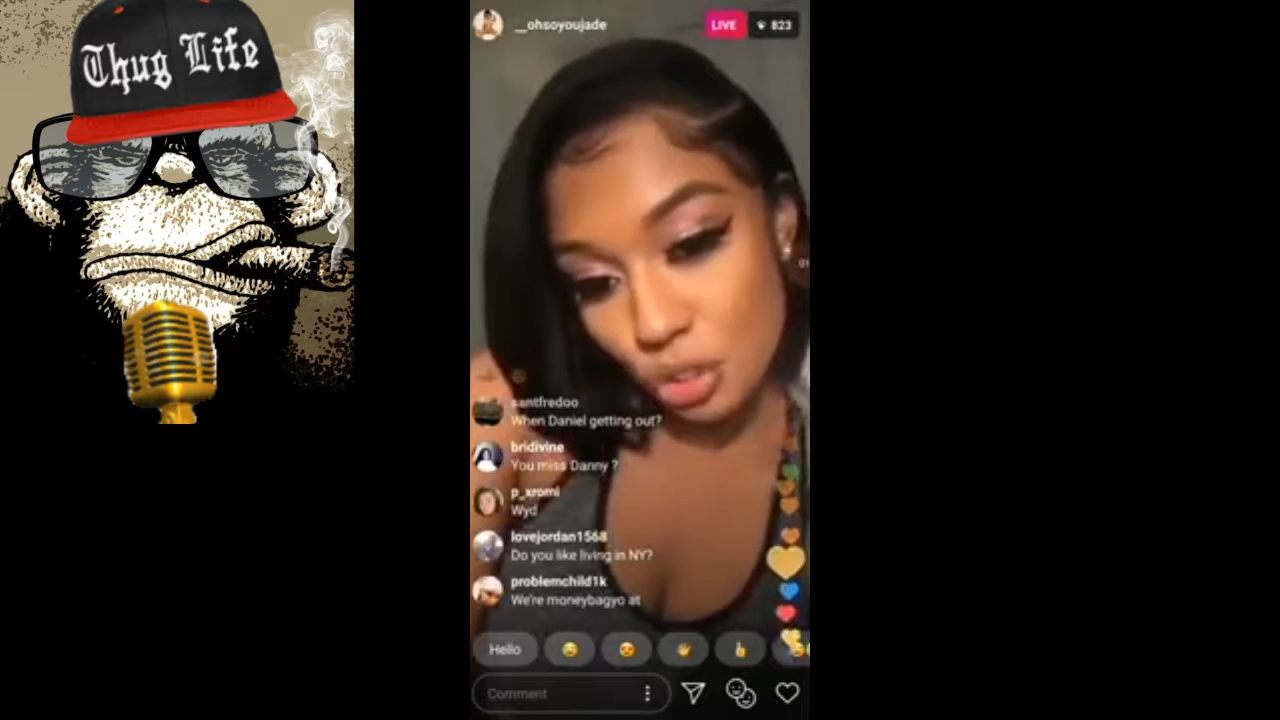 Thug Life
__ohsoyoujade
LIVE
823
santfredoo
When Daniel getting out?
bridivine
You miss Danny ?
p_xromi
Wyd
lovejordan1568
Do you like living in NY?
problemchild1k
We're moneybagyo at
Hello
Comment